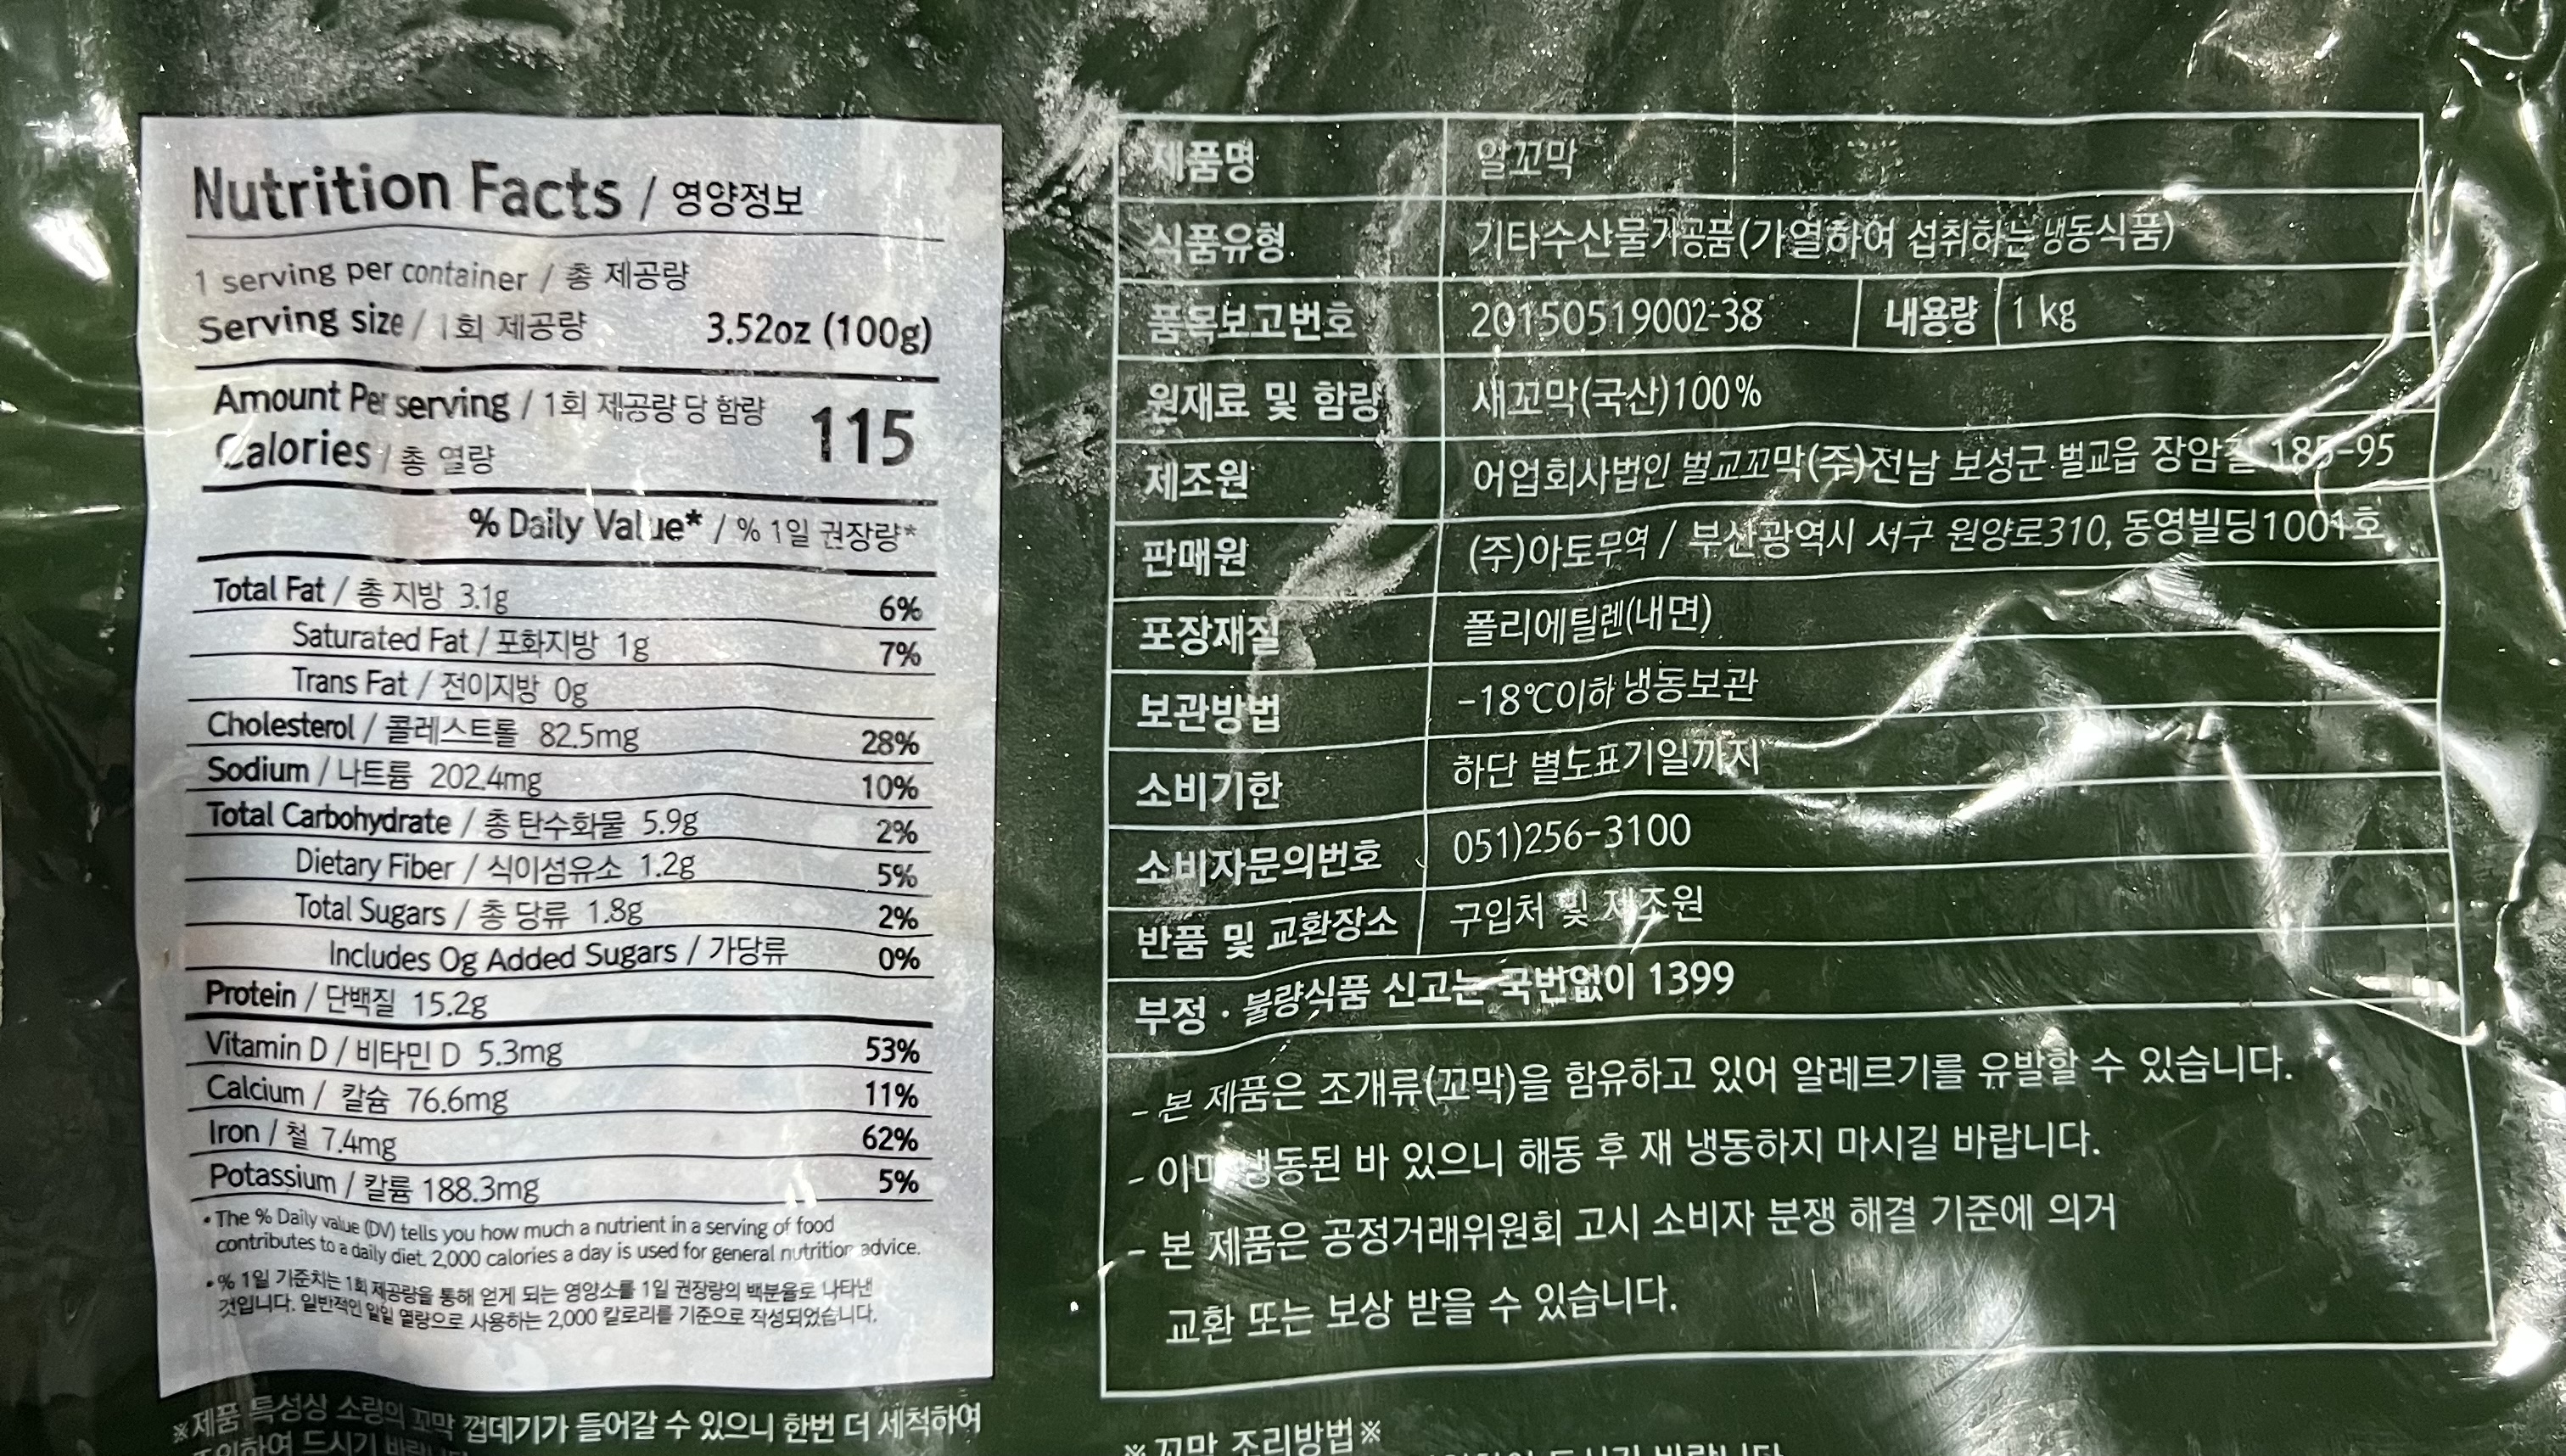 Nutrition Facts / 영양정보
1 serving per container / 총 제공량
Serving size / 1회 제공량 3.52oz (100g)
Amount Per serving / 1회 제공량 당 함량
Calories / 총 열량 115
% Daily Value* / % 1일 권장량*
Total Fat / 총 지방 3.1g 6%
Saturated Fat / 포화지방 1g 7%
Trans Fat / 전이지방 0g
Cholesterol / 콜레스트롤 82.5mg 28%
Sodium / 나트륨 202.4mg 10%
Total Carbohydrate / 총 탄수화물 5.9g 2%
Dietary Fiber / 식이섬유소 1.2g 5%
Total Sugars / 총 당류 1.8g 2%
Includes 0g Added Sugars / 가당류 0%
Protein / 단백질 15.2g
Vitamin D / 비타민 D 5.3mg 53%
Calcium / 칼슘 76.6mg 11%
Iron / 철 7.4mg 62%
Potassium / 칼륨 188.3mg 5%
• The % Daily value (DV) tells you how much a nutrient in a serving of food
contributes to a daily diet. 2,000 calories a day is used for general nutrition advice.
• % 1일 기준치는 1회 제공량을 통해 얻게 되는 영양소를 1일 권장량의 백분율로 나타낸
것입니다. 일반적인 일일 열량으로 사용하는 2,000 칼로리를 기준으로 작성되었습니다.
※제품 특성상 소량의 꼬막 껍데기가 들어갈 수 있으니 한번 더 세척하여
드시기
제품명 알꼬막
식품유형 기타수산물가공품(가열하여 섭취하는 냉동식품)
품목보고번호 20150519002-38 내용량 1 kg
원재료 및 함량 새꼬막(국산)100%
제조원 어업회사법인 벌교꼬막(주)전남 보성군 벌교읍 장암길 185-95
판매원 (주)아토무역 / 부산광역시 서구 원양로310, 동영빌딩1001호
포장재질 폴리에틸렌(내면)
보관방법 -18℃이하 냉동보관
소비기한 하단 별도표기일까지
소비자문의번호 051)256-3100
반품 및 교환장소 구입처 및 제조원
부정 · 불량식품 신고는 국번없이 1399
- 본 제품은 조개류(꼬막)을 함유하고 있어 알레르기를 유발할 수 있습니다.
- 이미 냉동된 바 있으니 해동 후 재 냉동하지 마시길 바랍니다.
- 본 제품은 공정거래위원회 고시 소비자 분쟁 해결 기준에 의거
교환 또는 보상 받을 수 있습니다.
※꼬막 조리방법※